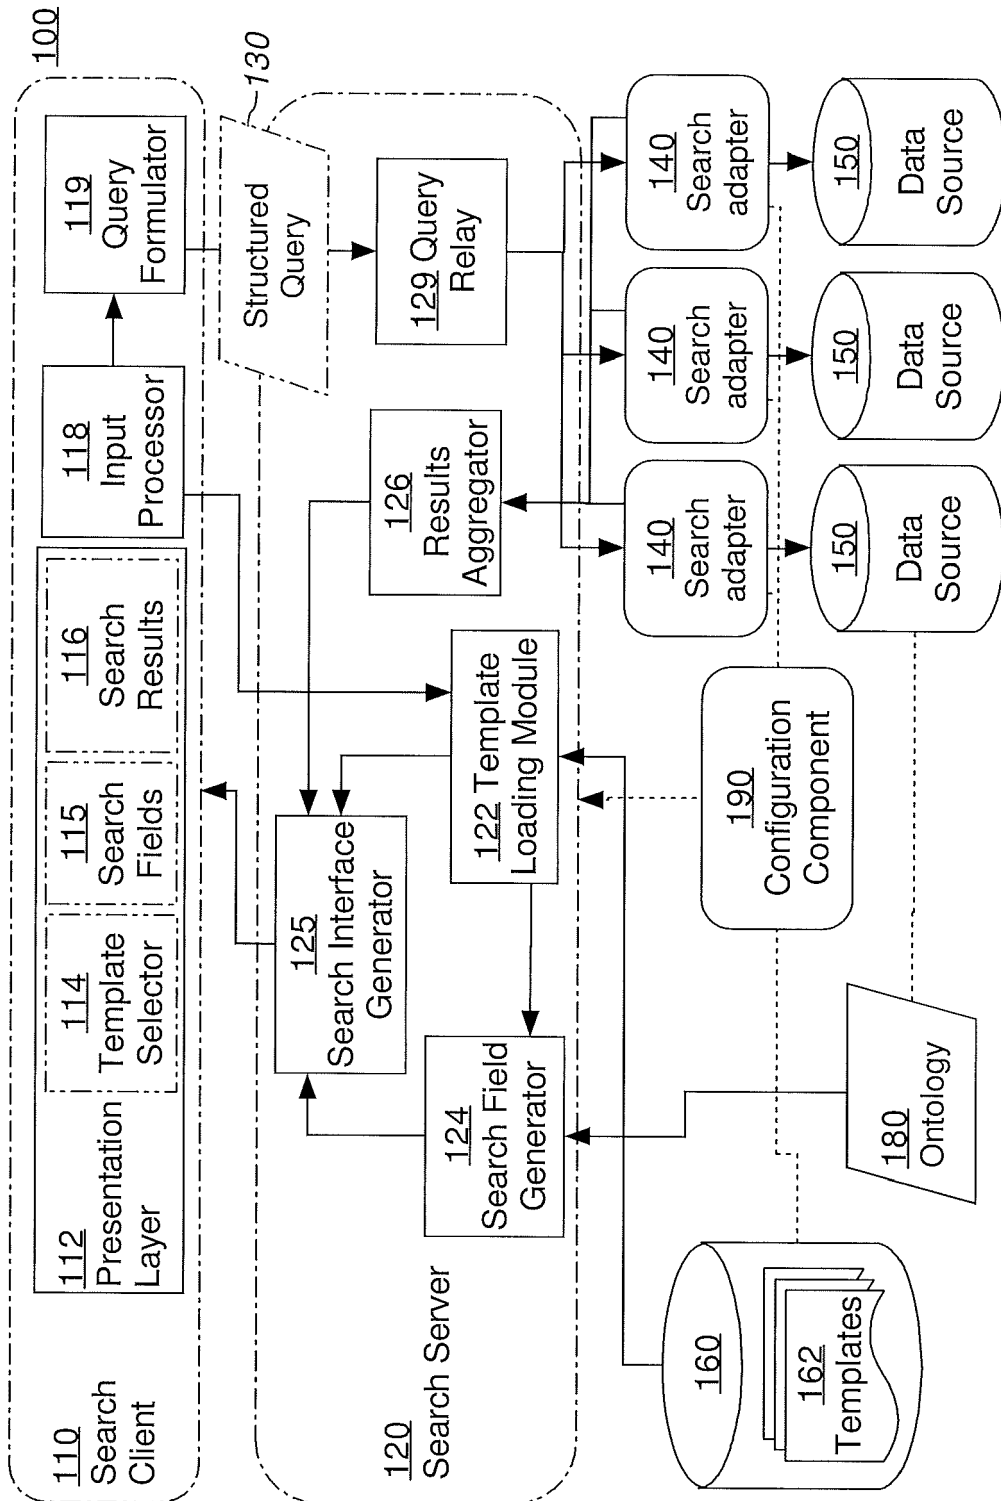 100
110
Search
Client
112
Presentation
Layer
114
Template
Selector
115
Search
Fields
116
Search
Results
118
Input
Processor
119
Query
Formulator
130
Structured
Query
120
Search Server
124
Search Field
Generator
125
Search Interface
Generator
122 Template
Loading Module
126
Results
Aggregator
129 Query
Relay
140
Search
adapter
140
Search
adapter
140
Search
adapter
150
Data
Source
150
Data
Source
150
Data
Source
160
162
Templates
180
Ontology
190
Configuration
Component